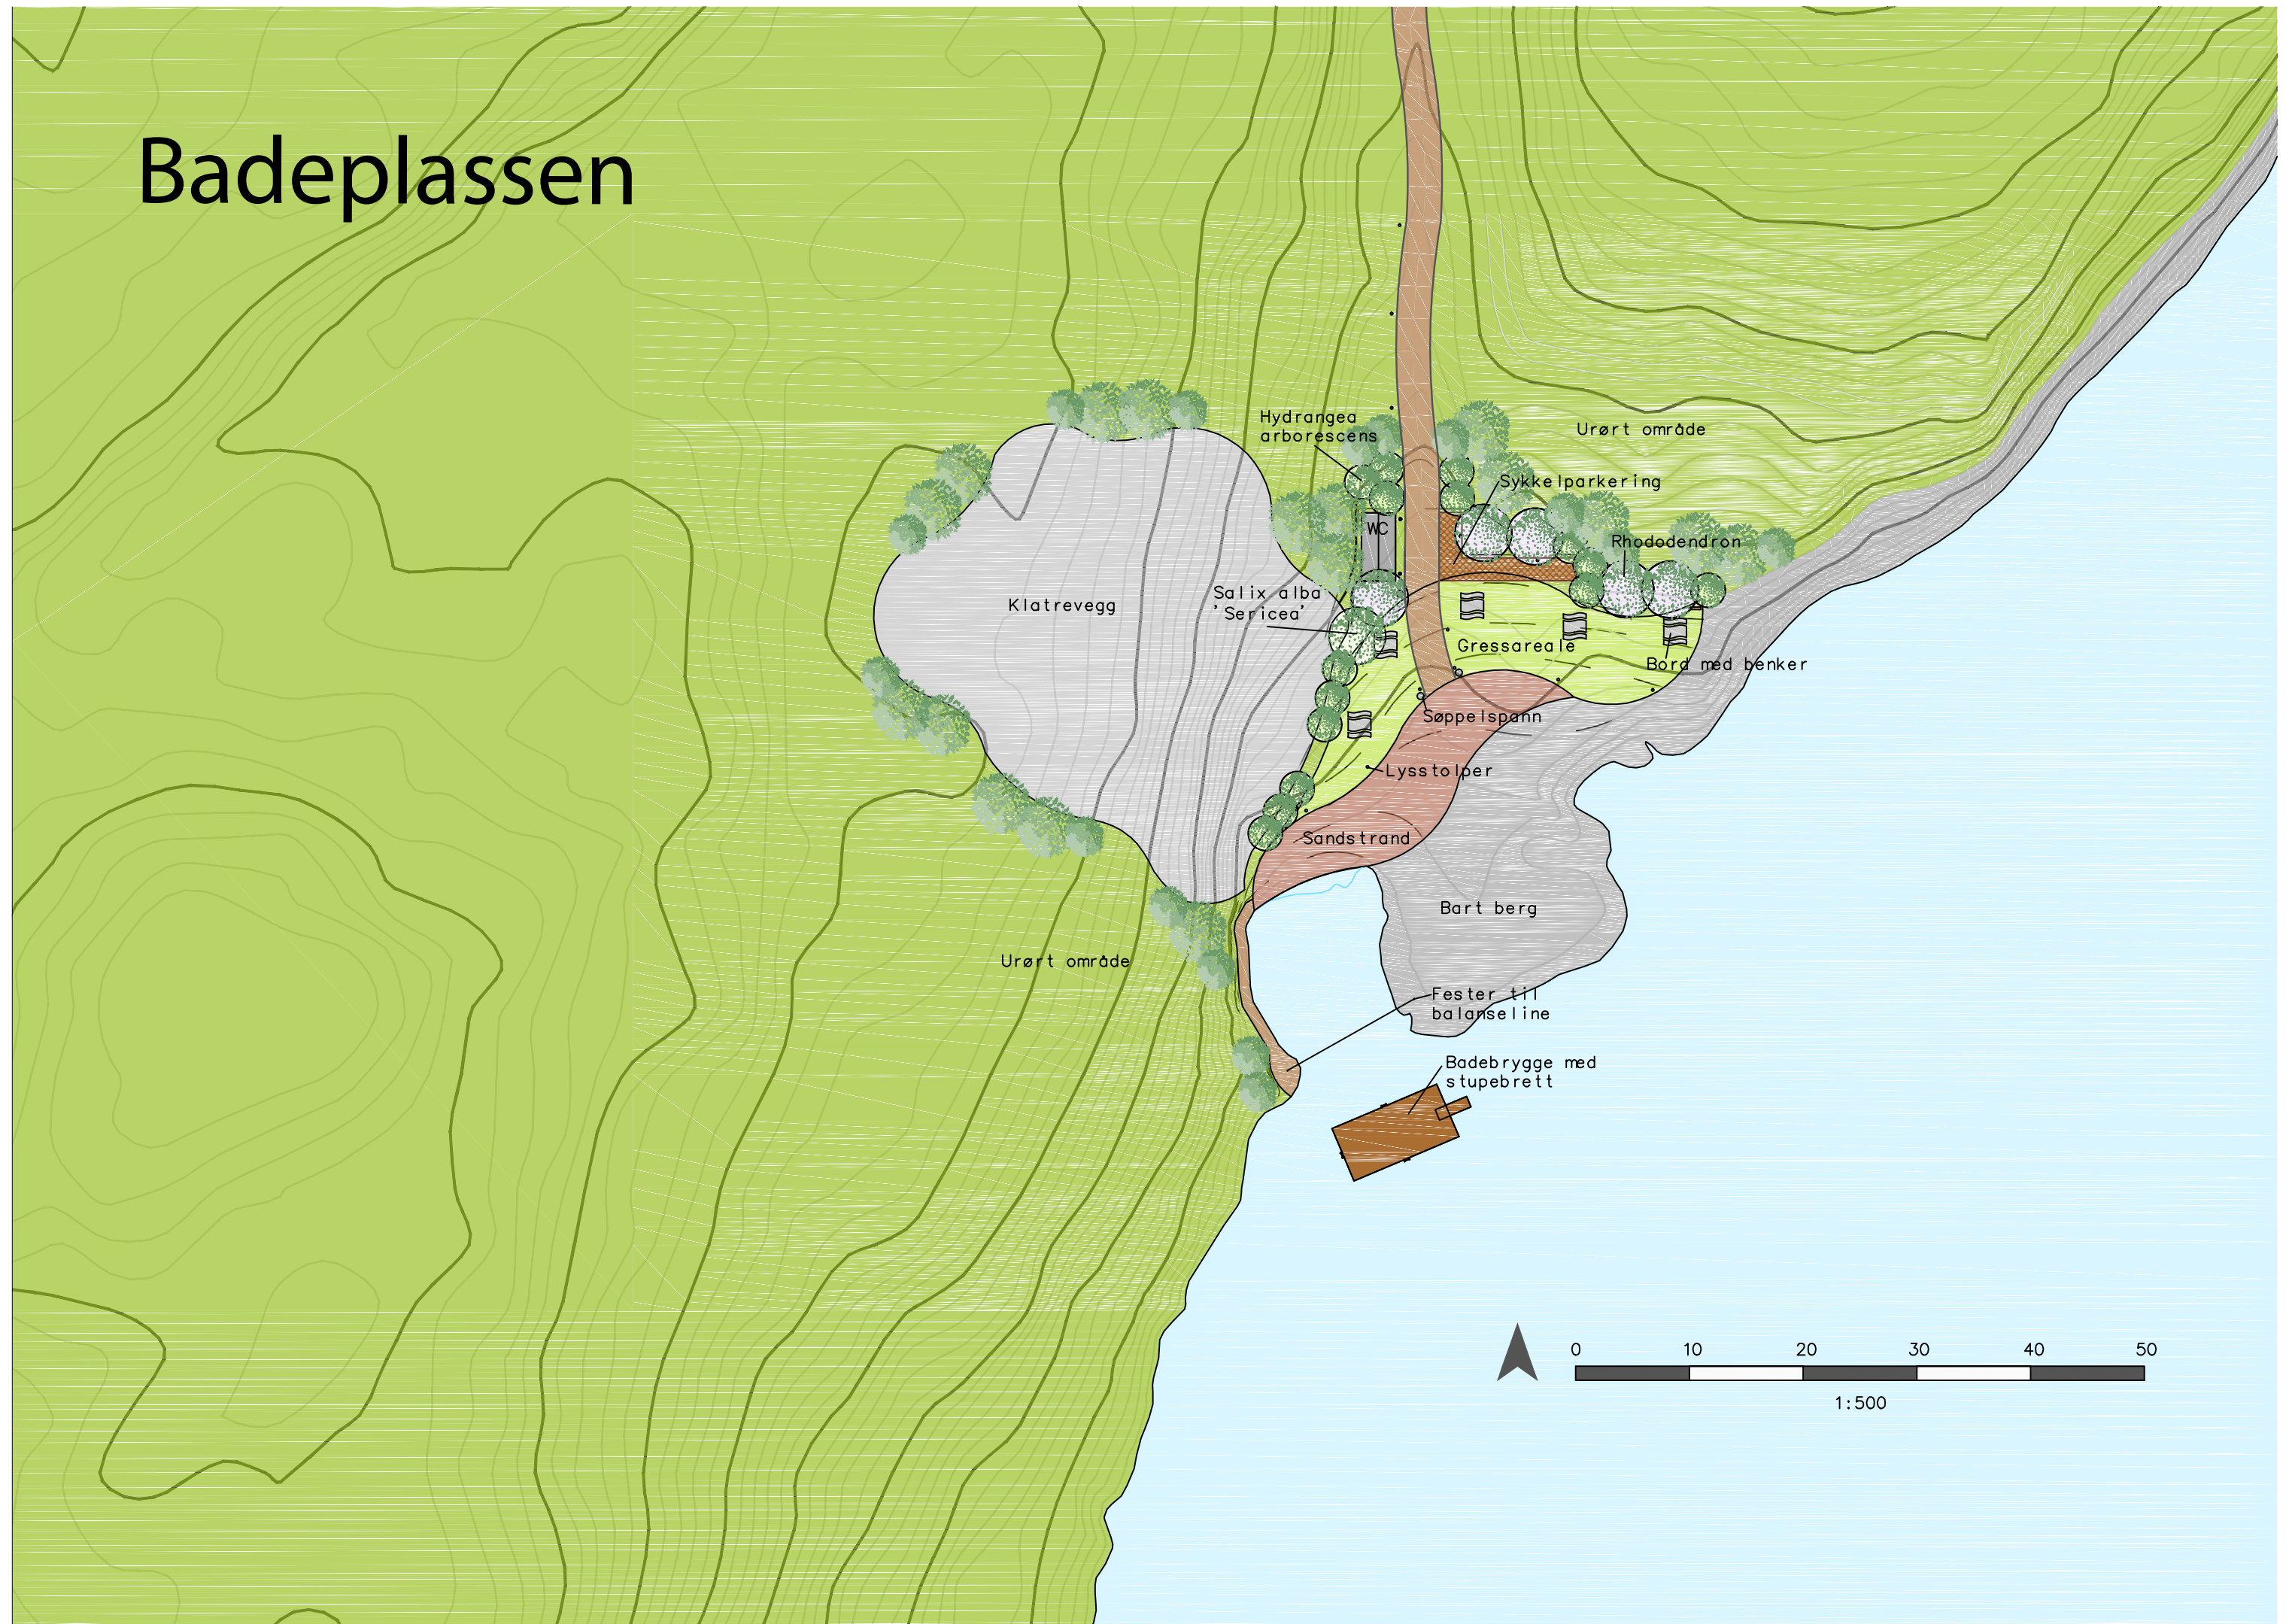 Badeplassen
Hydrangea
arborescens
Urørt område
Sykkelparkering
WC
Rhododendron
Salix alba
'Sericea'
Klatrevegg
Gressareale
Bord med benker
Søppelspann
Lysstolper
Sandstrand
Bart berg
Urørt område
Fester til
balanseline
Badebrygge med
stupebrett
0 10 20 30 40 50
1:500